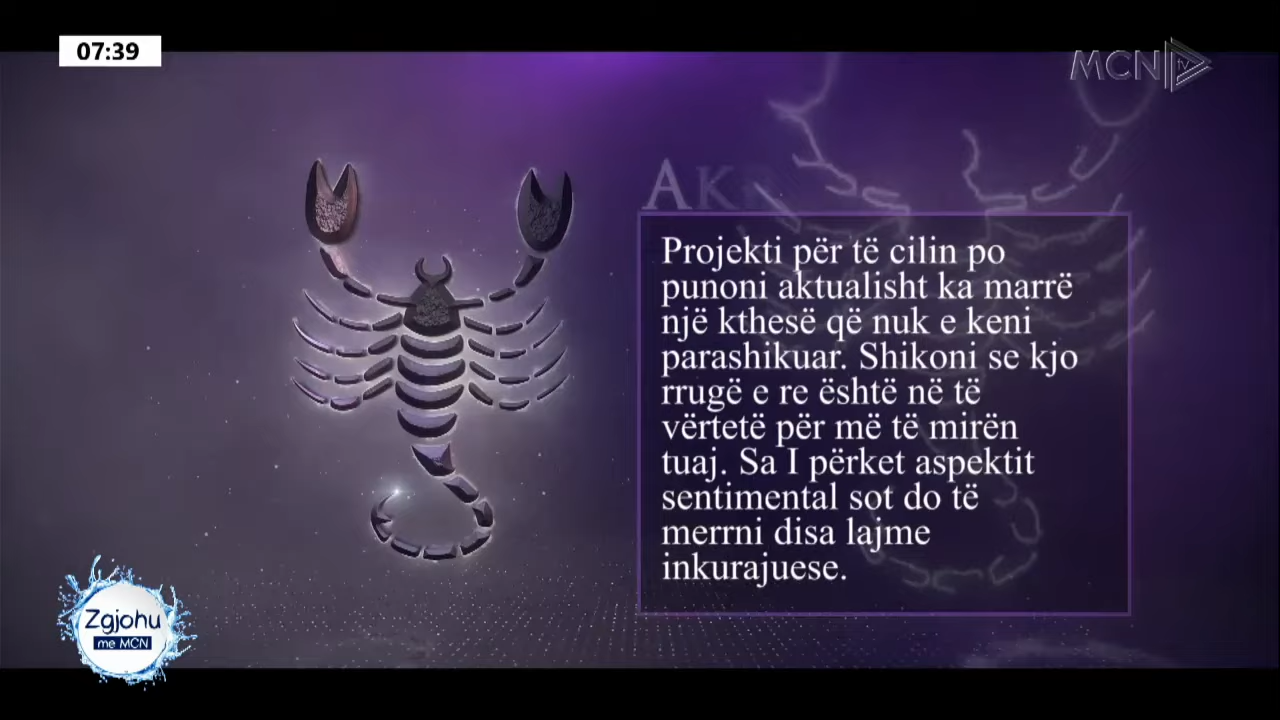 07:39
MCN tv
Projekti për të cilin po
punoni aktualisht ka marrë
një kthesë që nuk e keni
parashikuar. Shikoni se kjo
rrugë e re është në të
vërtetë për më të mirën
tuaj. Sa I përket aspektit
sentimental sot do të
merrni disa lajme
inkurajuese.
Zgjohu
me MCN